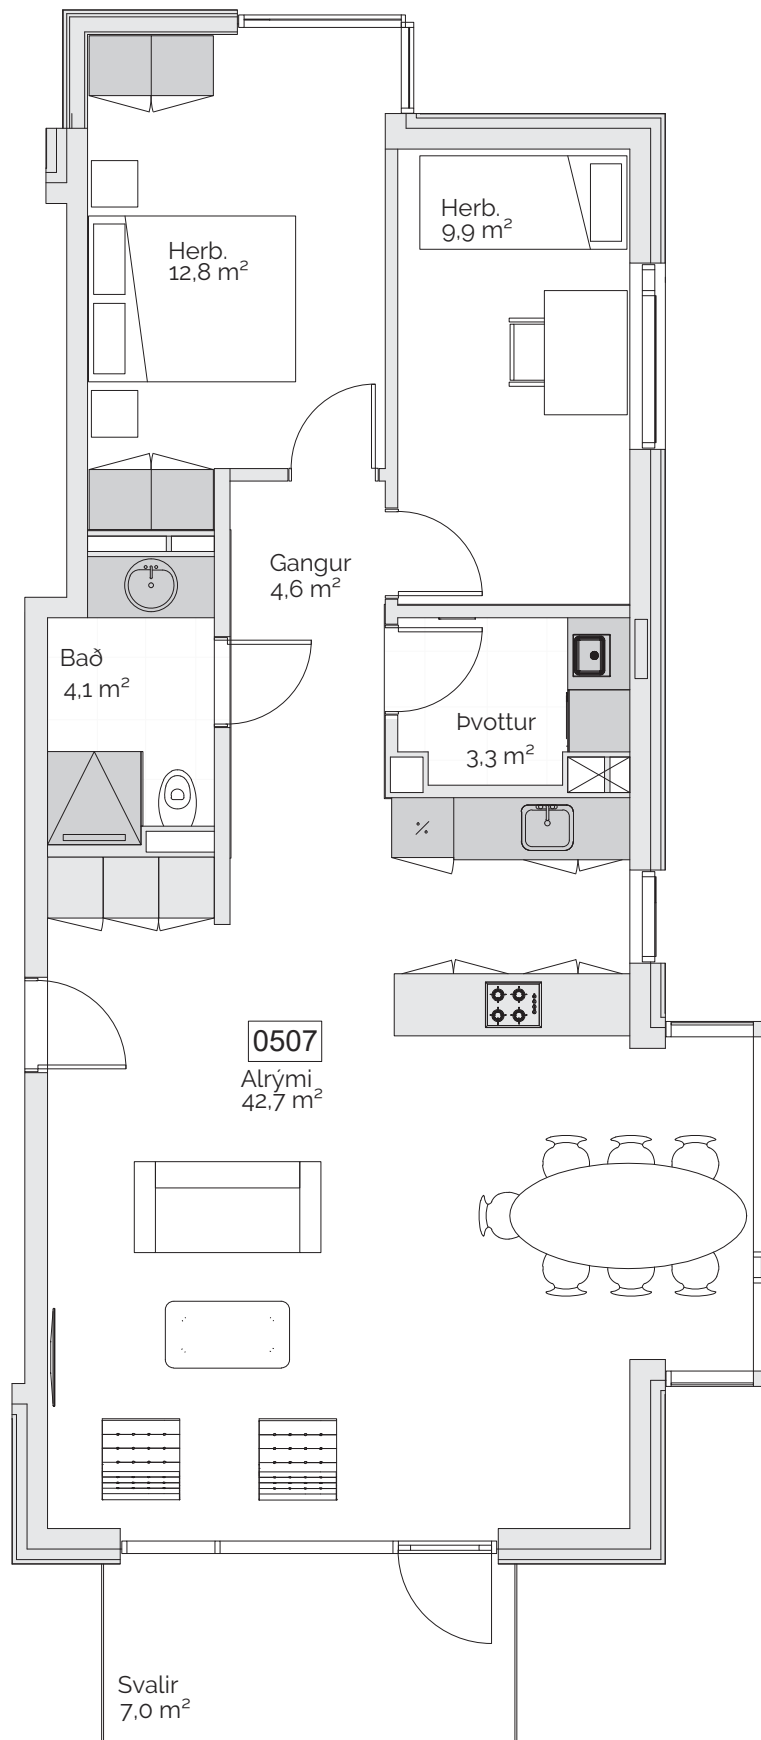 Herb.
9,9 m²
Herb.
12,8 m²
Gangur
4,6 m²
Bað
4,1 m²
Þvottur
3,3 m²
%
0507
Alrými
42,7 m²
Svalir
7,0 m²